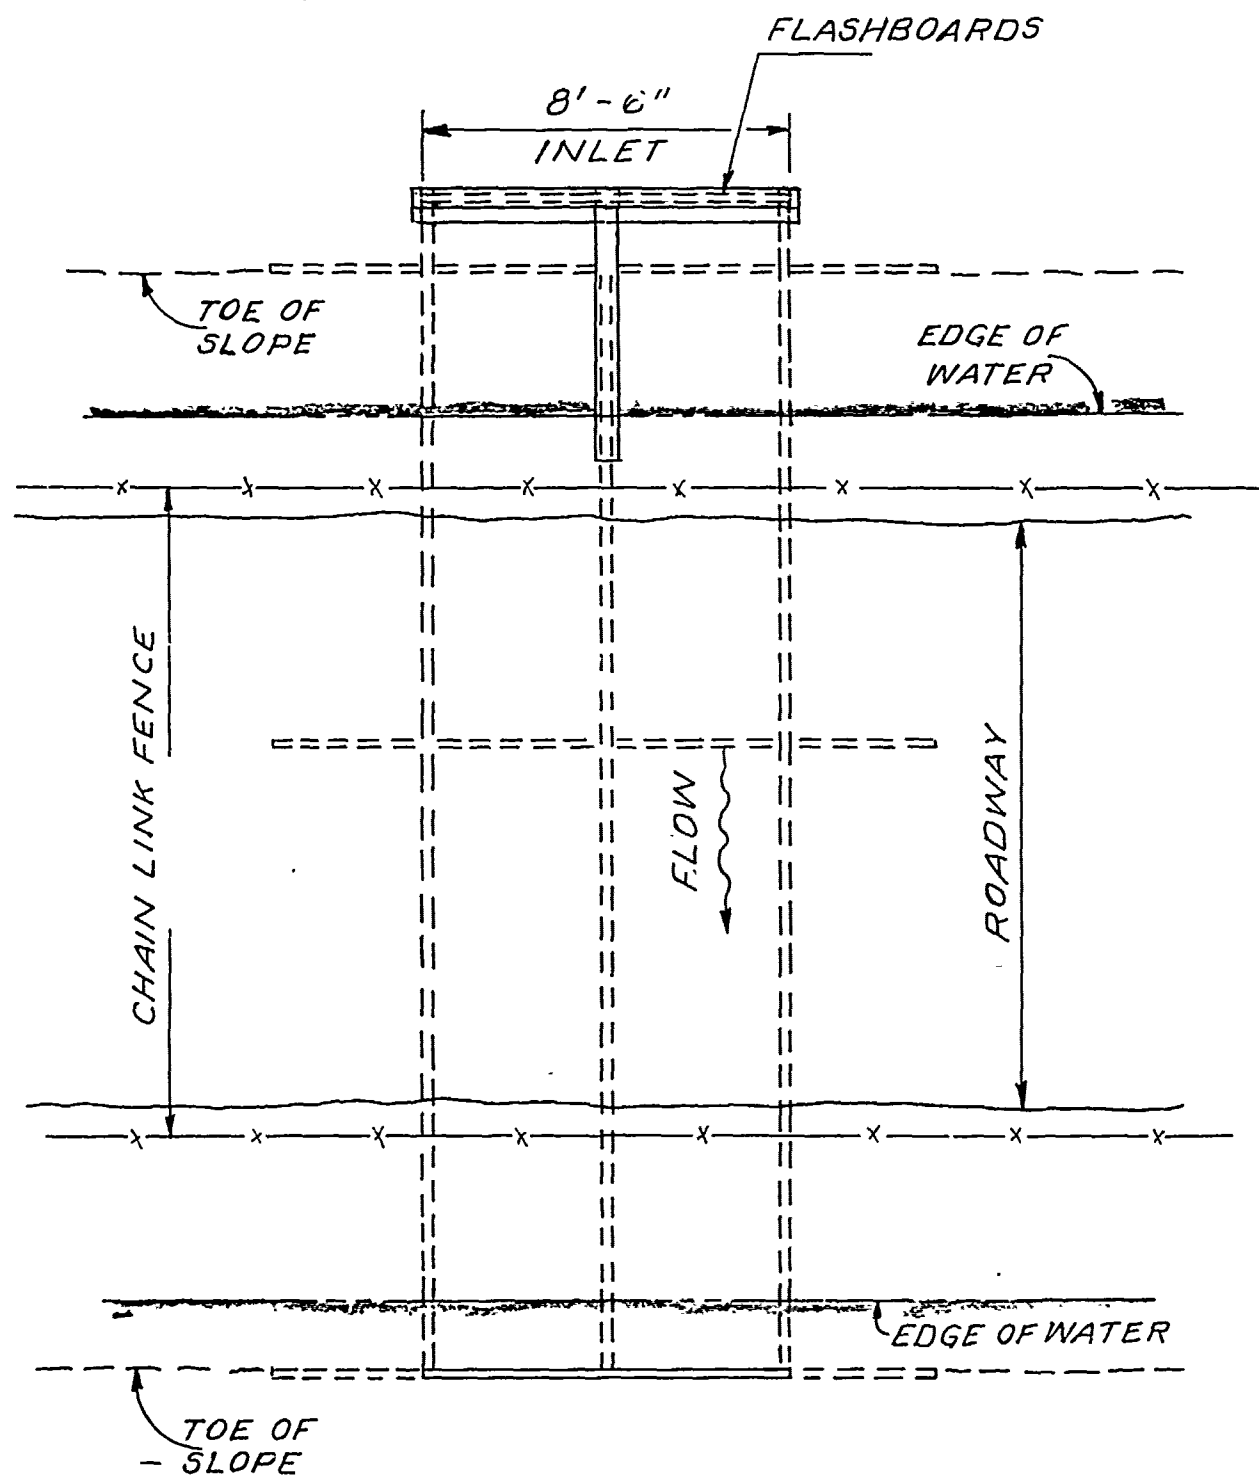 FLASHBOARDS
8'-6"
INLET
TOE OF
SLOPE
EDGE OF
WATER
CHAIN LINK FENCE
FLOW
ROADWAY
EDGE OF WATER
TOE OF
SLOPE